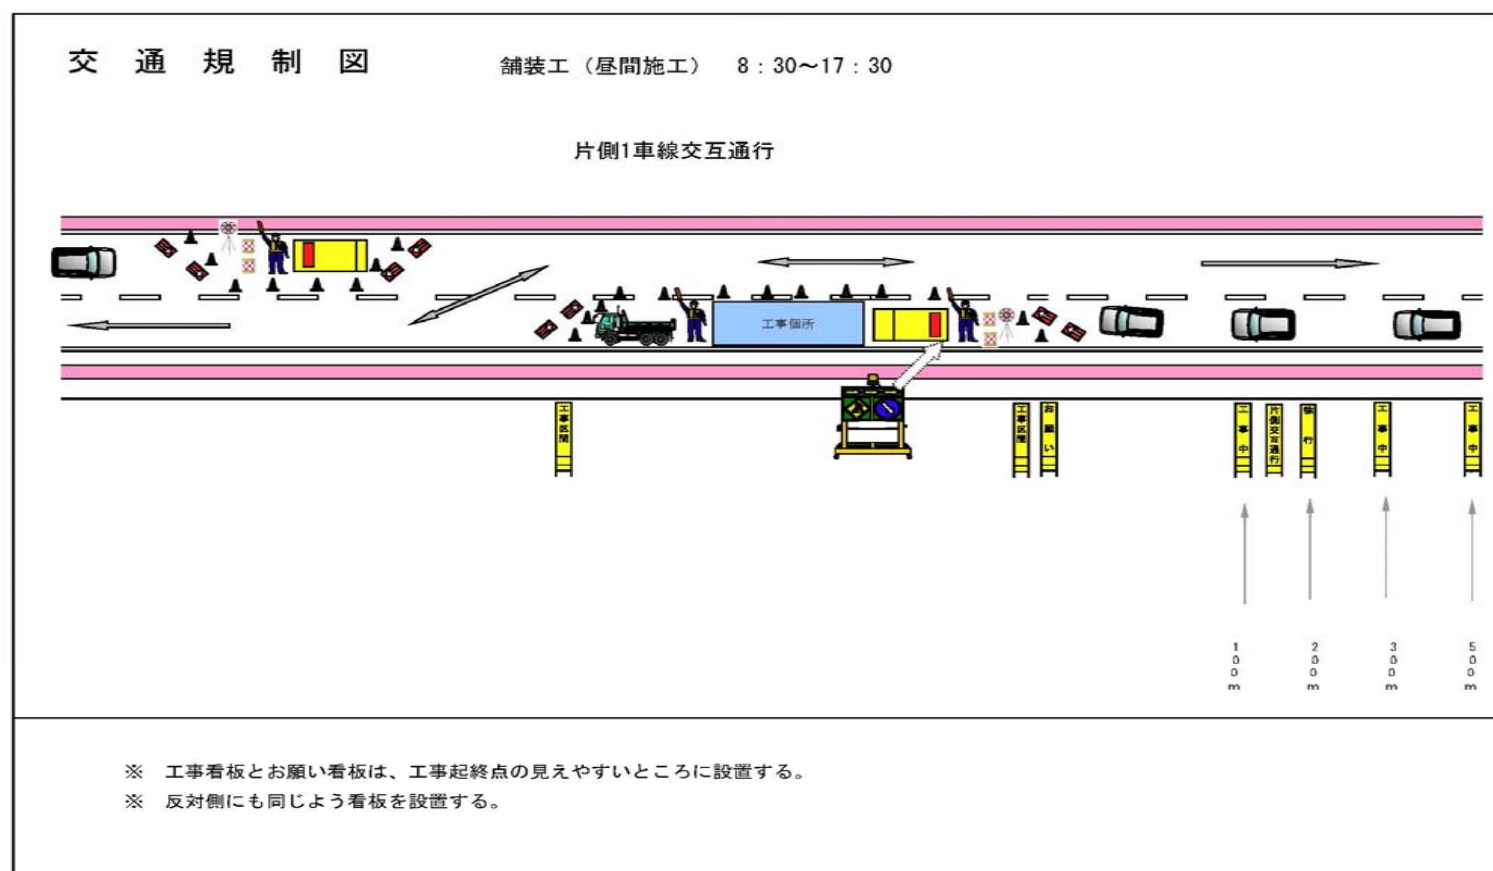 交通規制図
舗装工（昼間施工） 8：30～17：30
片側1車線交互通行
工事個所
工事区間
工事区間
お願い
工事中
片側交互通行
徐行
工事中
工事中
100m
200m
300m
500m
※ 工事看板とお願い看板は、工事起終点の見えやすいところに設置する。
※ 反対側にも同じよう看板を設置する。